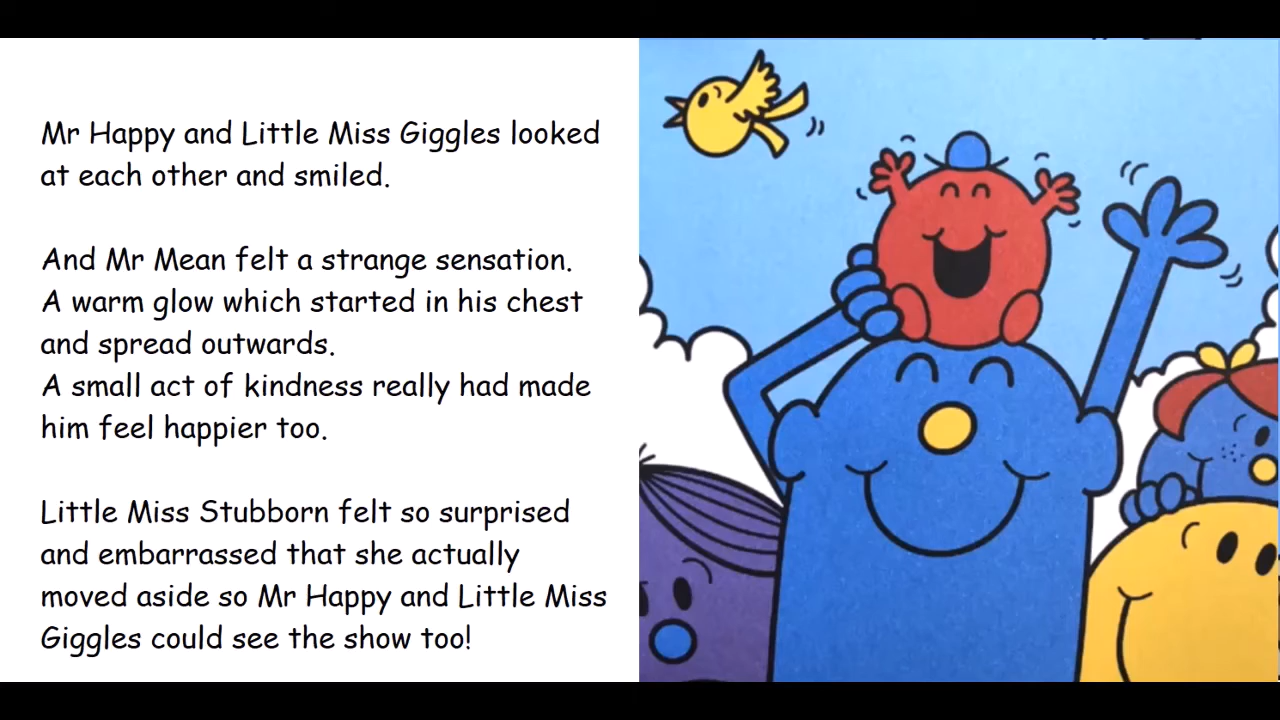 Mr Happy and Little Miss Giggles looked
at each other and smiled.
And Mr Mean felt a strange sensation.
A warm glow which started in his chest
and spread outwards.
A small act of kindness really had made
him feel happier too.
Little Miss Stubborn felt so surprised
and embarrassed that she actually
moved aside so Mr Happy and Little Miss
Giggles could see the show too!